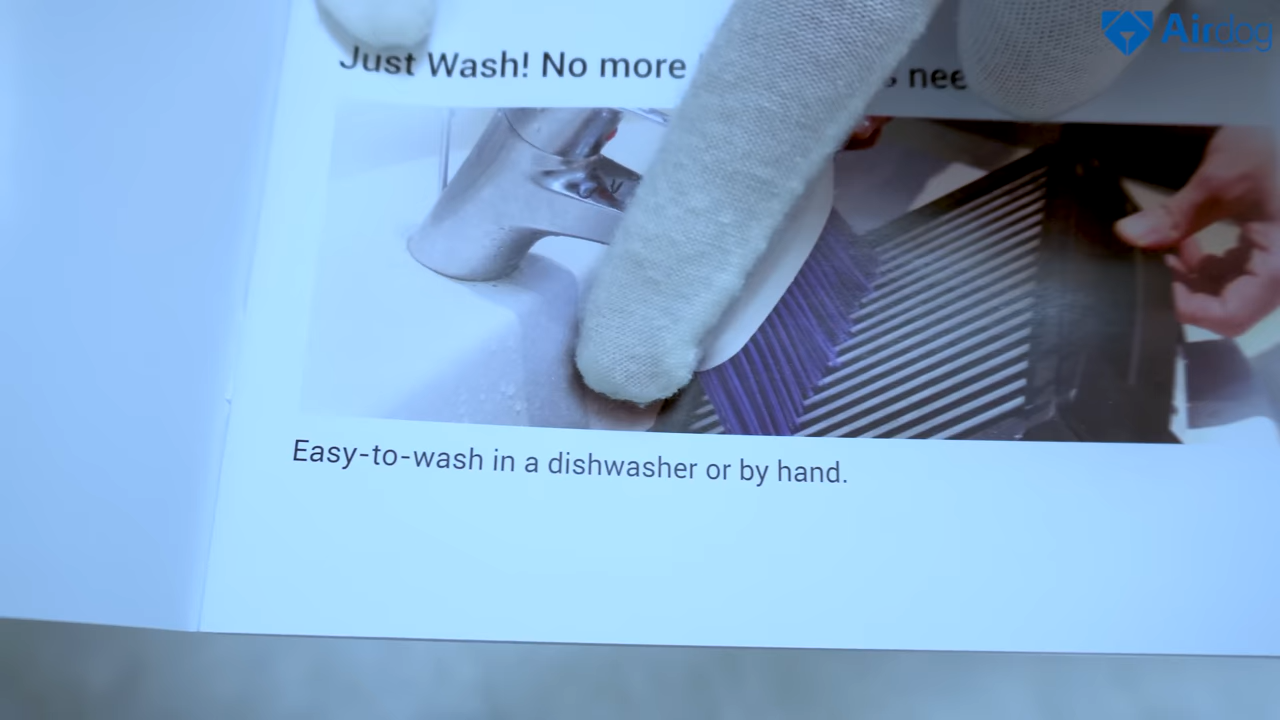 Airdog
Just Wash! No more
nee
Easy-to-wash in a dishwasher or by hand.